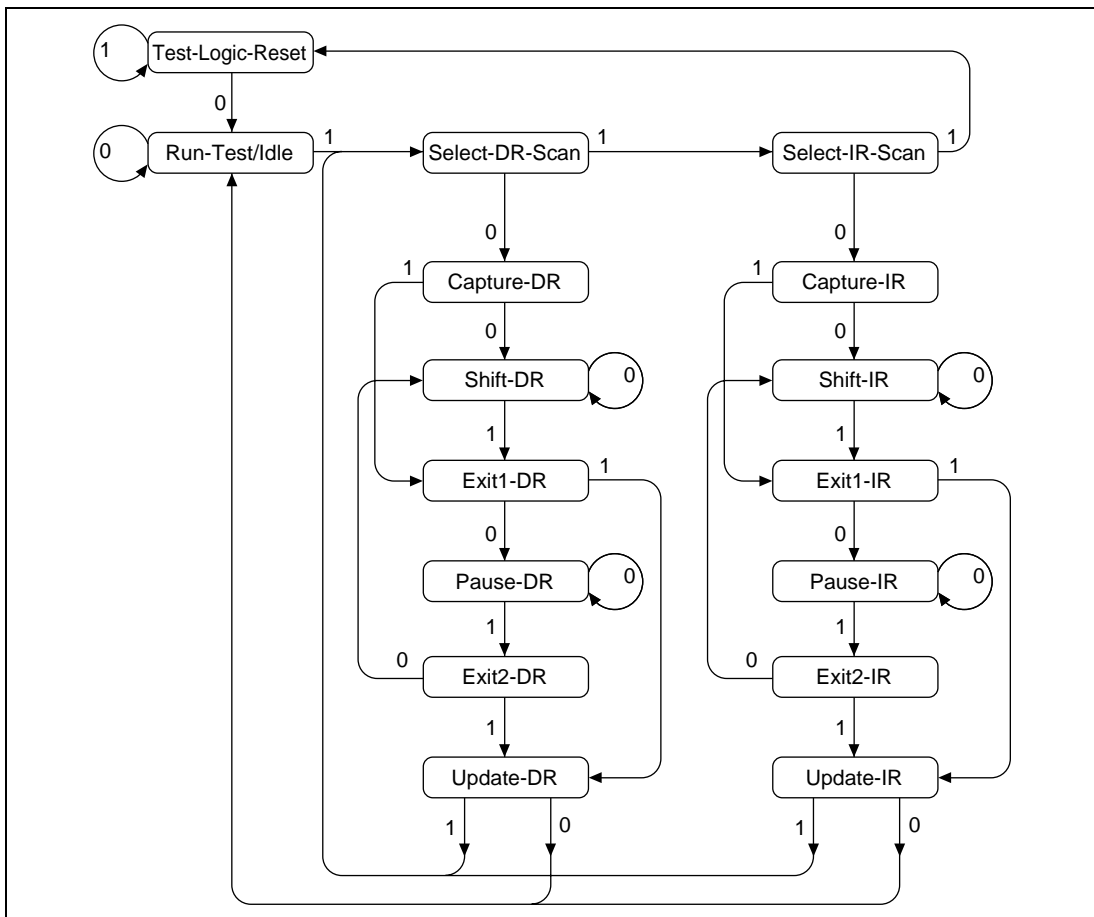 1 Test-Logic-Reset
0
0 Run-Test/Idle 1 Select-DR-Scan 1 Select-IR-Scan 1
0 0
1 Capture-DR 1 Capture-IR
0 0
Shift-DR 0 Shift-IR 0
1 1
Exit1-DR 1 Exit1-IR 1
0 0
Pause-DR 0 Pause-IR 0
1 1
0 Exit2-DR 0 Exit2-IR
1 1
Update-DR Update-IR
1 0 1 0